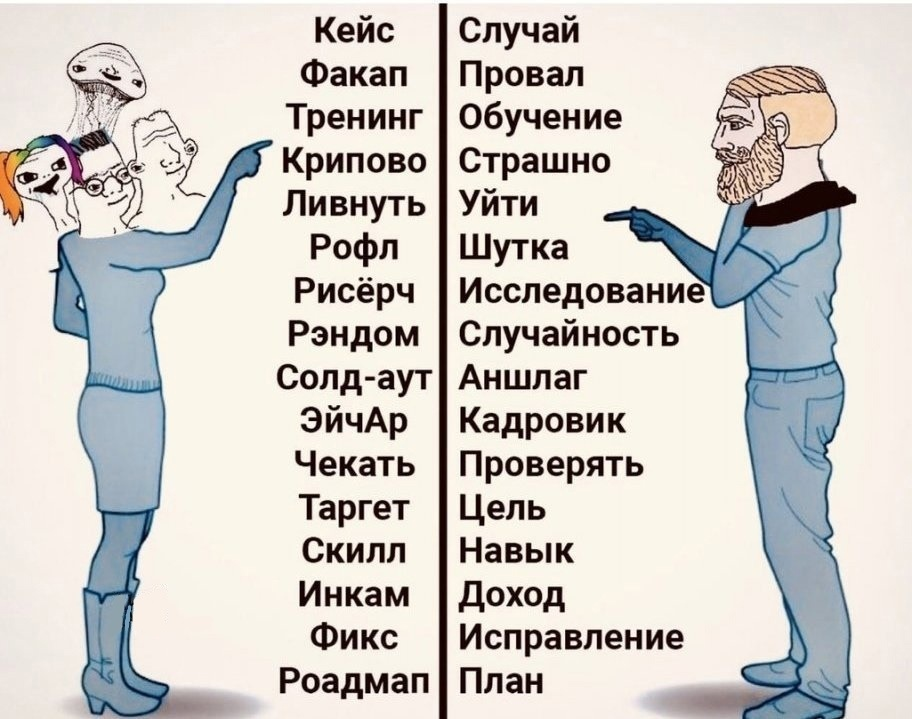 Кейс Случай
Факап Провал
Тренинг Обучение
Крипово Страшно
Ливнуть Уйти
Рофл Шутка
Рисёрч Исследование
Рэндом Случайность
Солд-аут Аншлаг
ЭйчАр Кадровик
Чекать Проверять
Таргет Цель
Скилл Навык
Инкам Доход
Фикс Исправление
Роадмап План